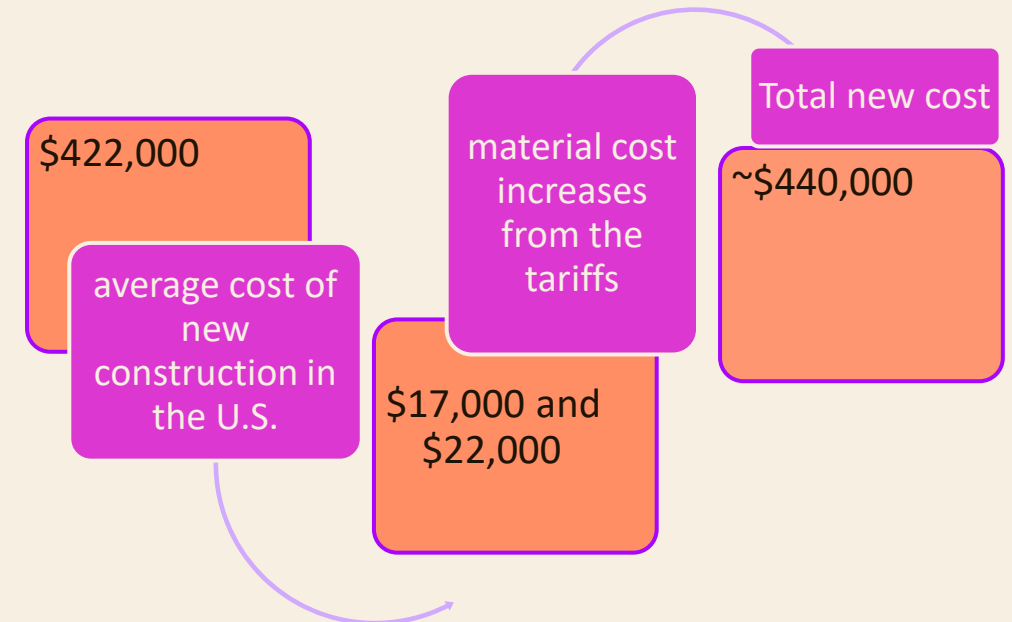 $422,000
average cost of
new
construction in
the U.S.
material cost
increases
from the
tariffs
$17,000 and
$22,000
Total new cost
~$440,000